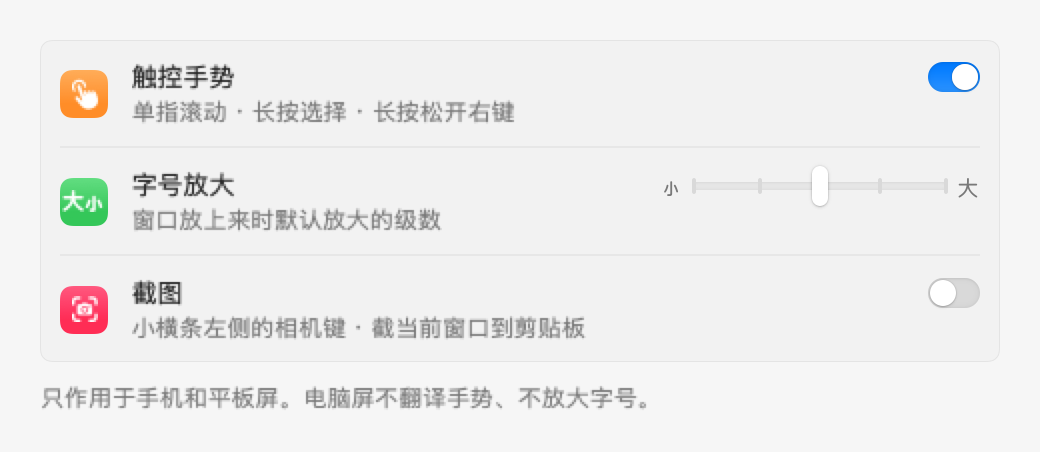 触控手势
单指滚动 · 长按选择 · 长按松开右键
大小
字号放大
小 大
窗口放上来时默认放大的级数
截图
小横条左侧的相机键 · 截当前窗口到剪贴板
只作用于手机和平板屏。电脑屏不翻译手势、不放大字号。